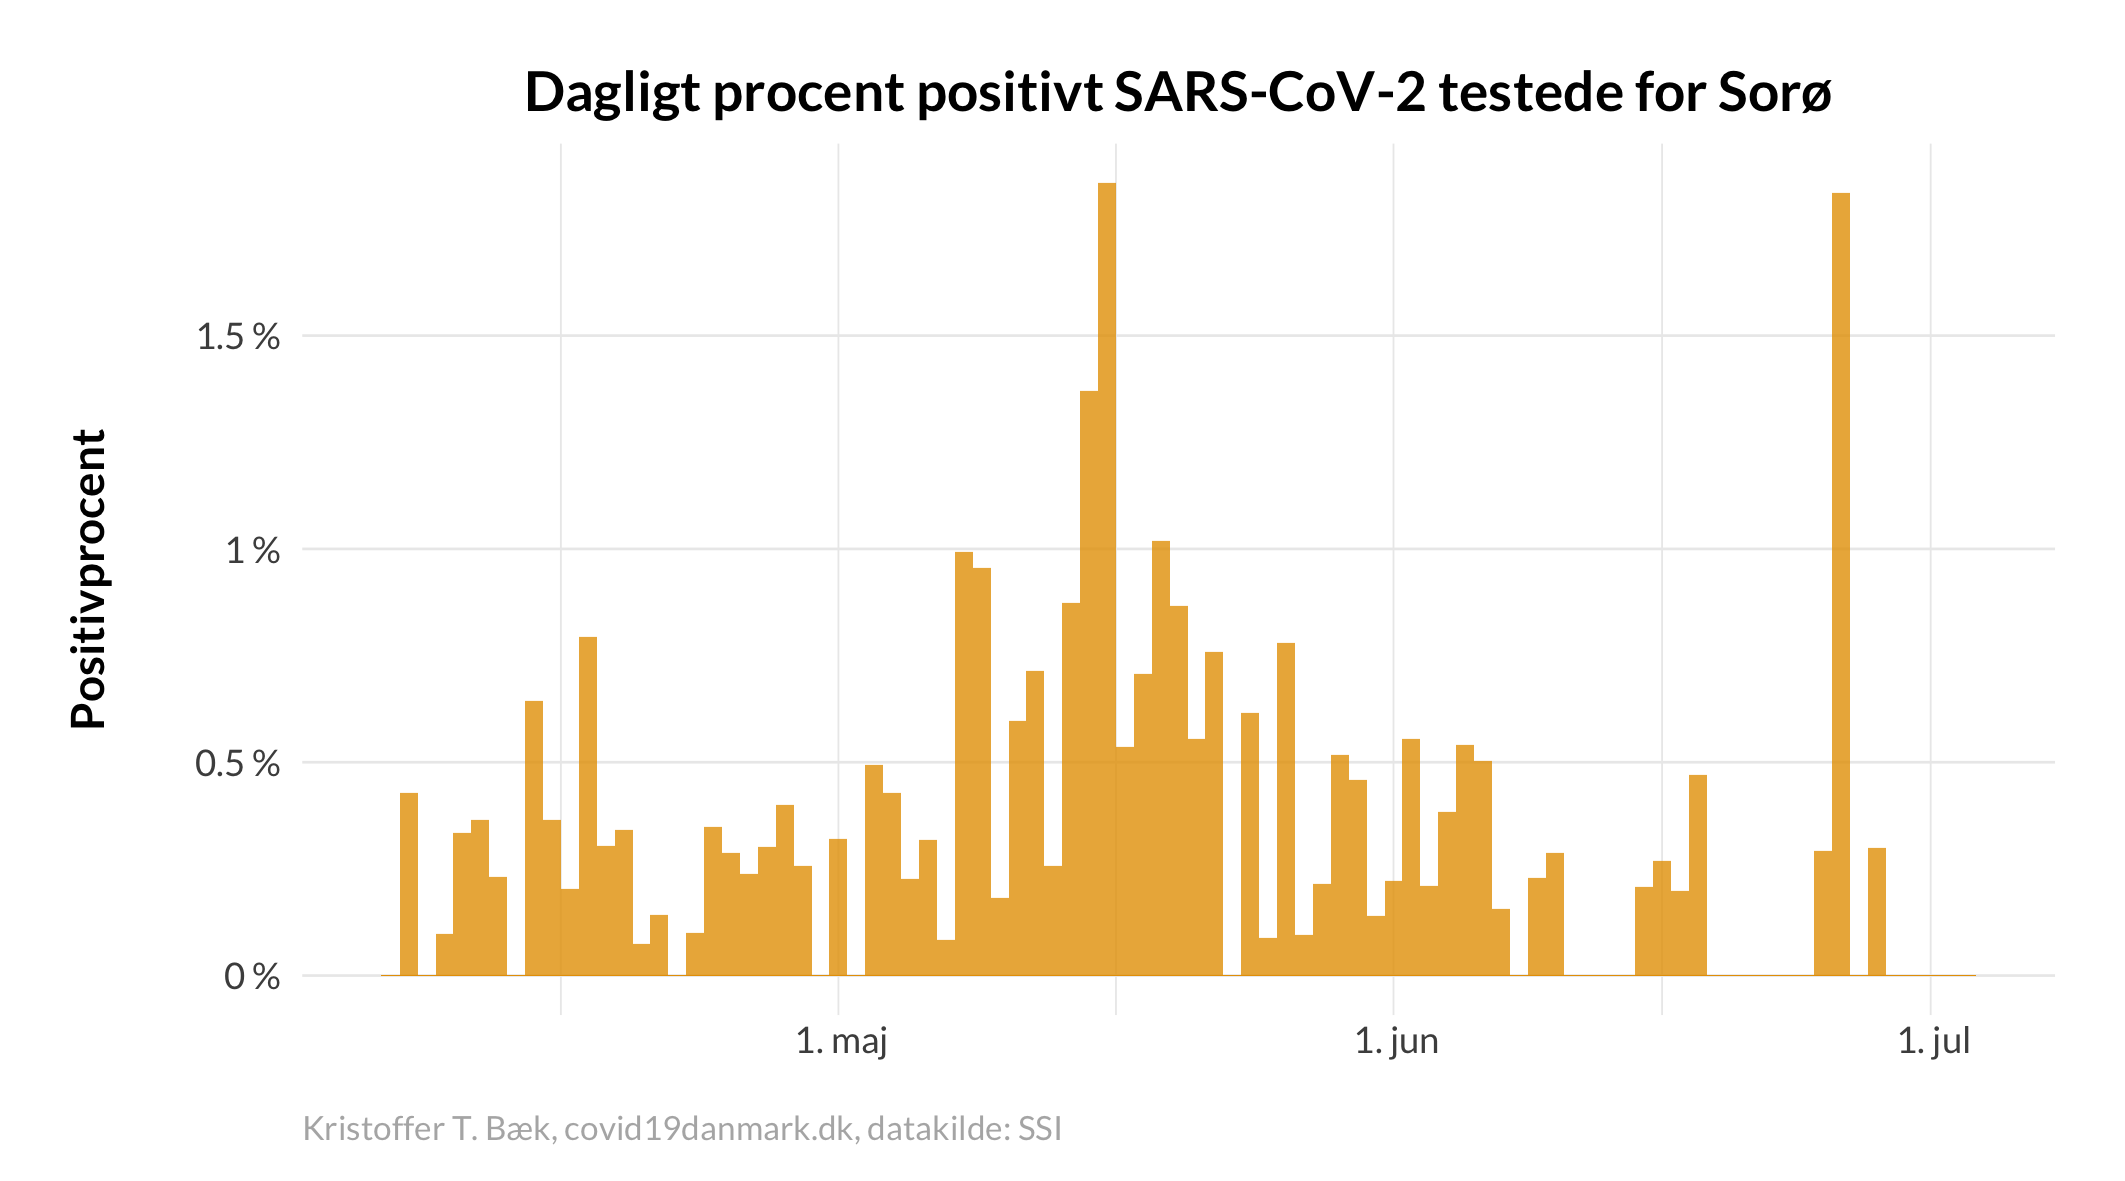 Dagligt procent positivt SARS-CoV-2 testede for Sorø
Positivprocent
1.5 %
1 %
0.5 %
0 %
1. maj
1. jun
1. jul
Kristoffer T. Bæk, covid19danmark.dk, datakilde: SSI